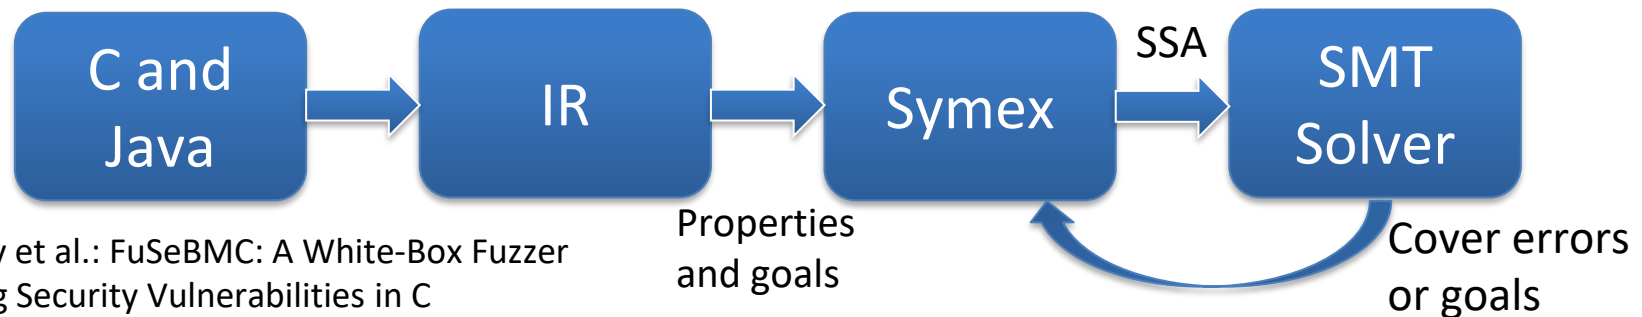 C and
Java
IR
Symex
SSA
SMT
Solver
Properties
and goals
Cover errors
or goals
et al.: FuSeBMC: A White-Box Fuzzer
Security Vulnerabilities in C